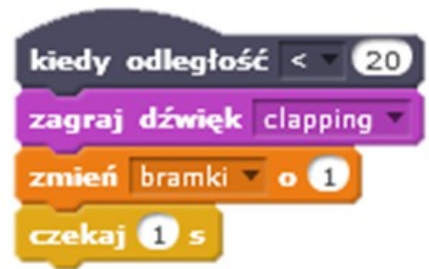 kiedy odległość < 20
zagraj dźwięk clapping
zmień bramki o 1
czekaj 1 s